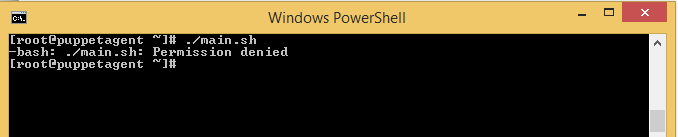 Windows PowerShell
[root@puppetagent ~]# ./main.sh
-bash: ./main.sh: Permission denied
[root@puppetagent ~]#